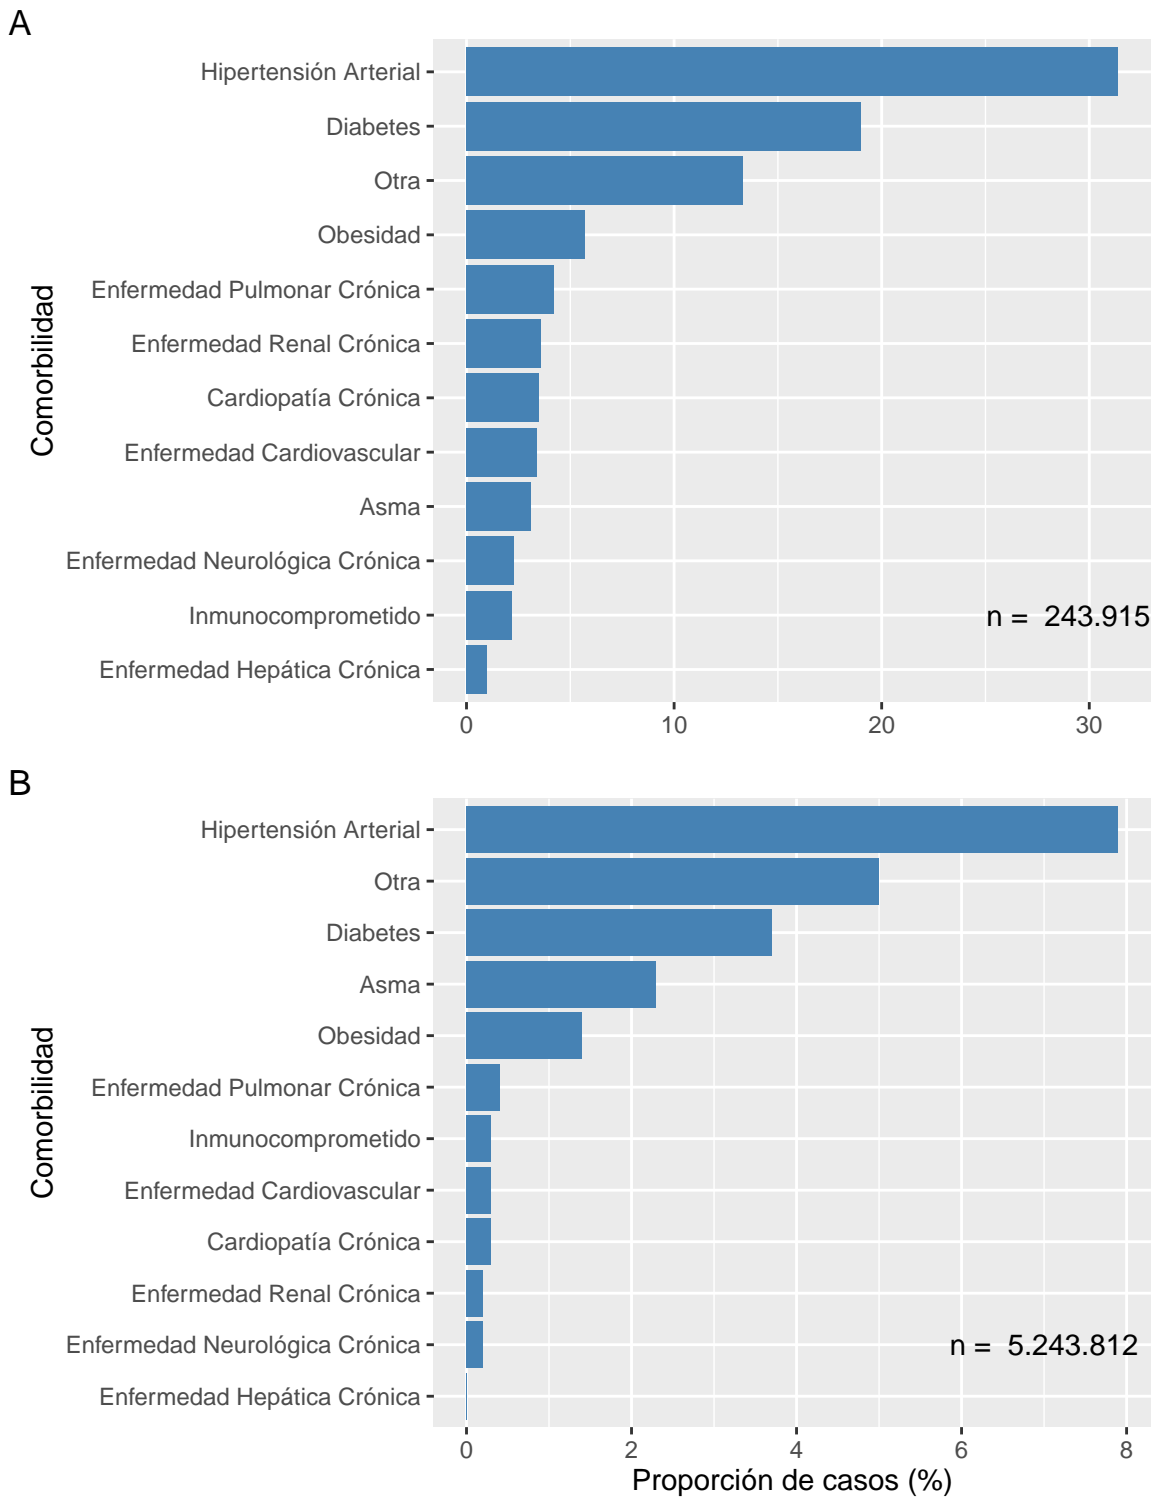 A
Hipertensión Arterial
Diabetes
Otra
Obesidad
Enfermedad Pulmonar Crónica
Enfermedad Renal Crónica
Cardiopatía Crónica
Enfermedad Cardiovascular
Asma
Enfermedad Neurológica Crónica
Inmunocomprometido
Enfermedad Hepática Crónica
Comorbilidad
n = 243.915
0 10 20 30
B
Hipertensión Arterial
Otra
Diabetes
Asma
Obesidad
Enfermedad Pulmonar Crónica
Inmunocomprometido
Enfermedad Cardiovascular
Cardiopatía Crónica
Enfermedad Renal Crónica
Enfermedad Neurológica Crónica
Enfermedad Hepática Crónica
Comorbilidad
n = 5.243.812
0 2 4 6 8
Proporción de casos (%)